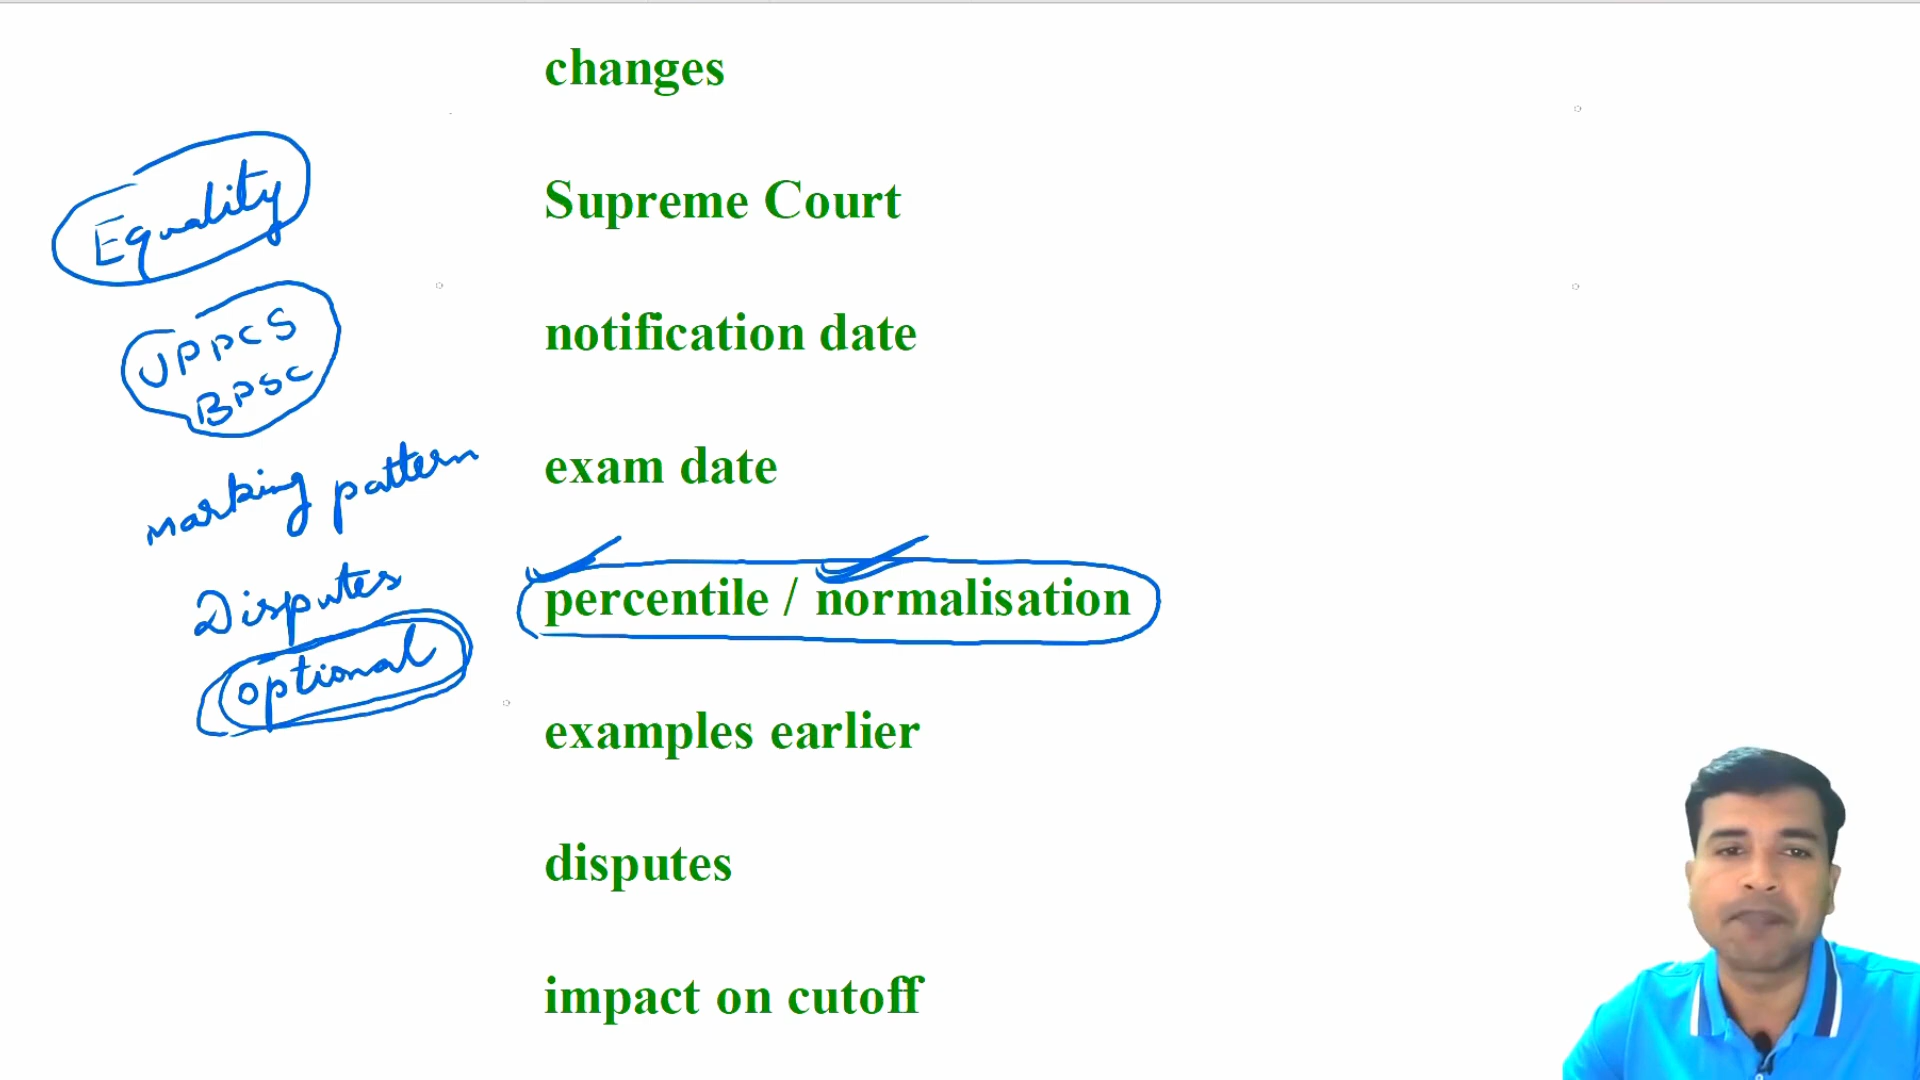 changes
Equality
Supreme Court
UPPCS
BPSC
notification date
marking pattern
exam date
Disputes
percentile / normalisation
optional
examples earlier
disputes
impact on cutoff